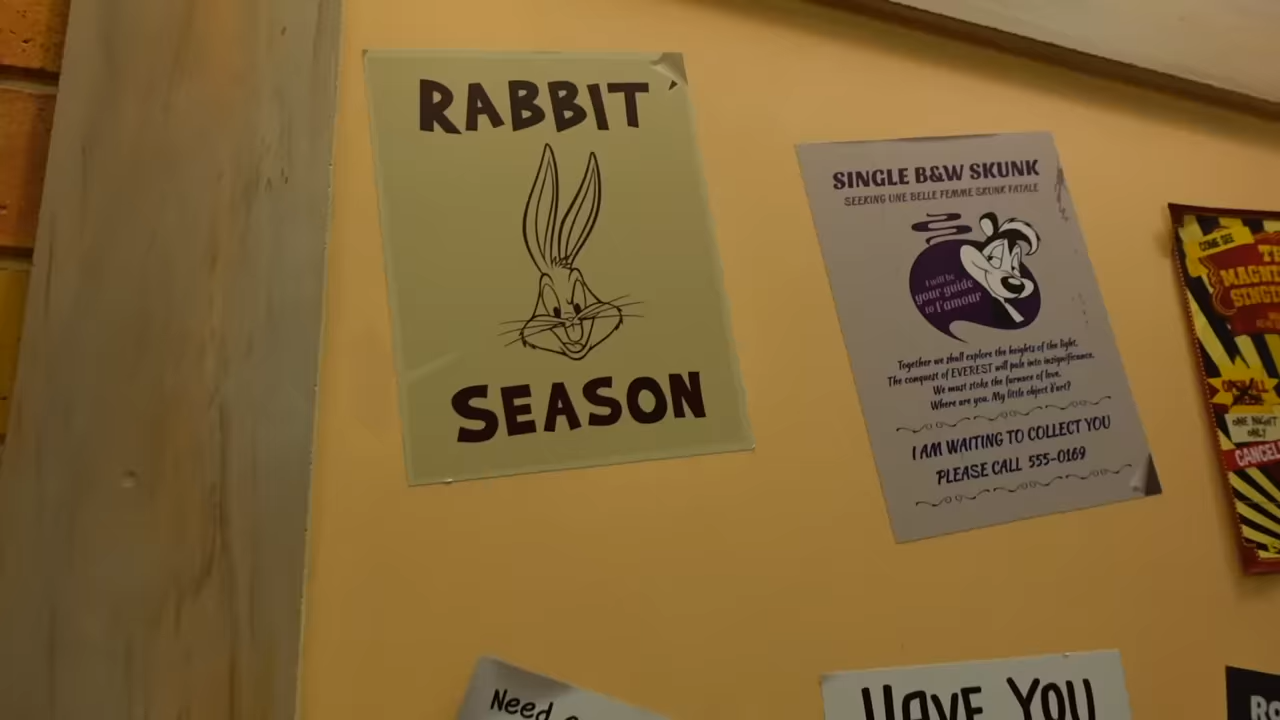 RABBIT
SEASON
SINGLE B&W SKUNK
SEEKING UNE BELLE FEMME SKUNK FATALE
I will be
your guide
to l'amour
Together we shall explore the heights of the light.
The conquest of EVEREST will pale into insignificance.
We must stoke the furnace of love.
Where are you. My little object d'art?
I AM WAITING TO COLLECT YOU
PLEASE CALL 555-0169
COME SEE
ONE NIGHT
ONLY
CANCEL
Need
HAVE YOU